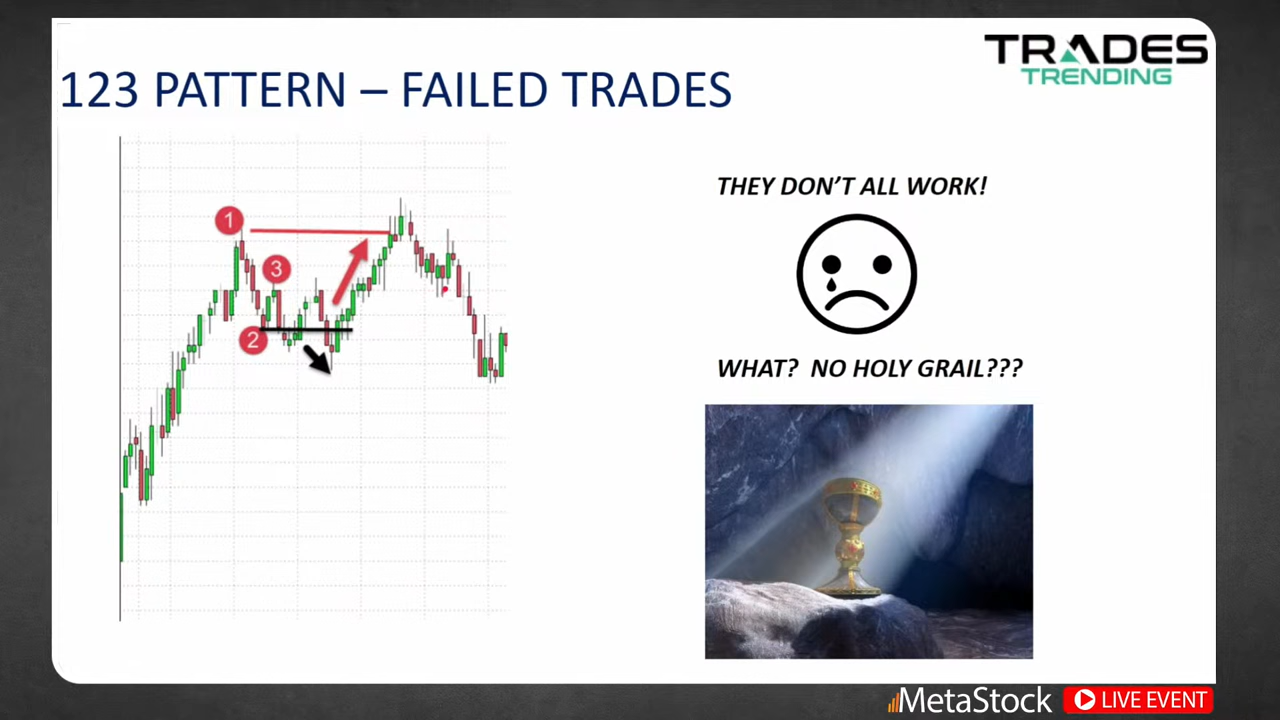 TRADES
TRENDING
123 PATTERN – FAILED TRADES
1
3
2
THEY DON'T ALL WORK!
WHAT? NO HOLY GRAIL???
MetaStock
LIVE EVENT